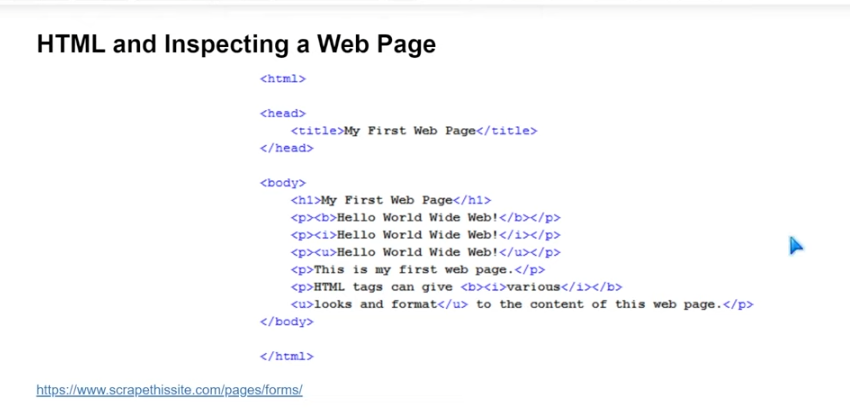 HTML and Inspecting a Web Page
<html>
<head>
<title>My First Web Page</title>
</head>
<body>
<h1>My First Web Page</h1>
<p><b>Hello World Wide Web!</b></p>
<p><i>Hello World Wide Web!</i></p>
<p><u>Hello World Wide Web!</u></p>
<p>This is my first web page.</p>
<p>HTML tags can give <b><i>various</i></b>
<u>looks and format</u> to the content of this web page.</p>
</body>
</html>
https://www.scrapethissite.com/pages/forms/